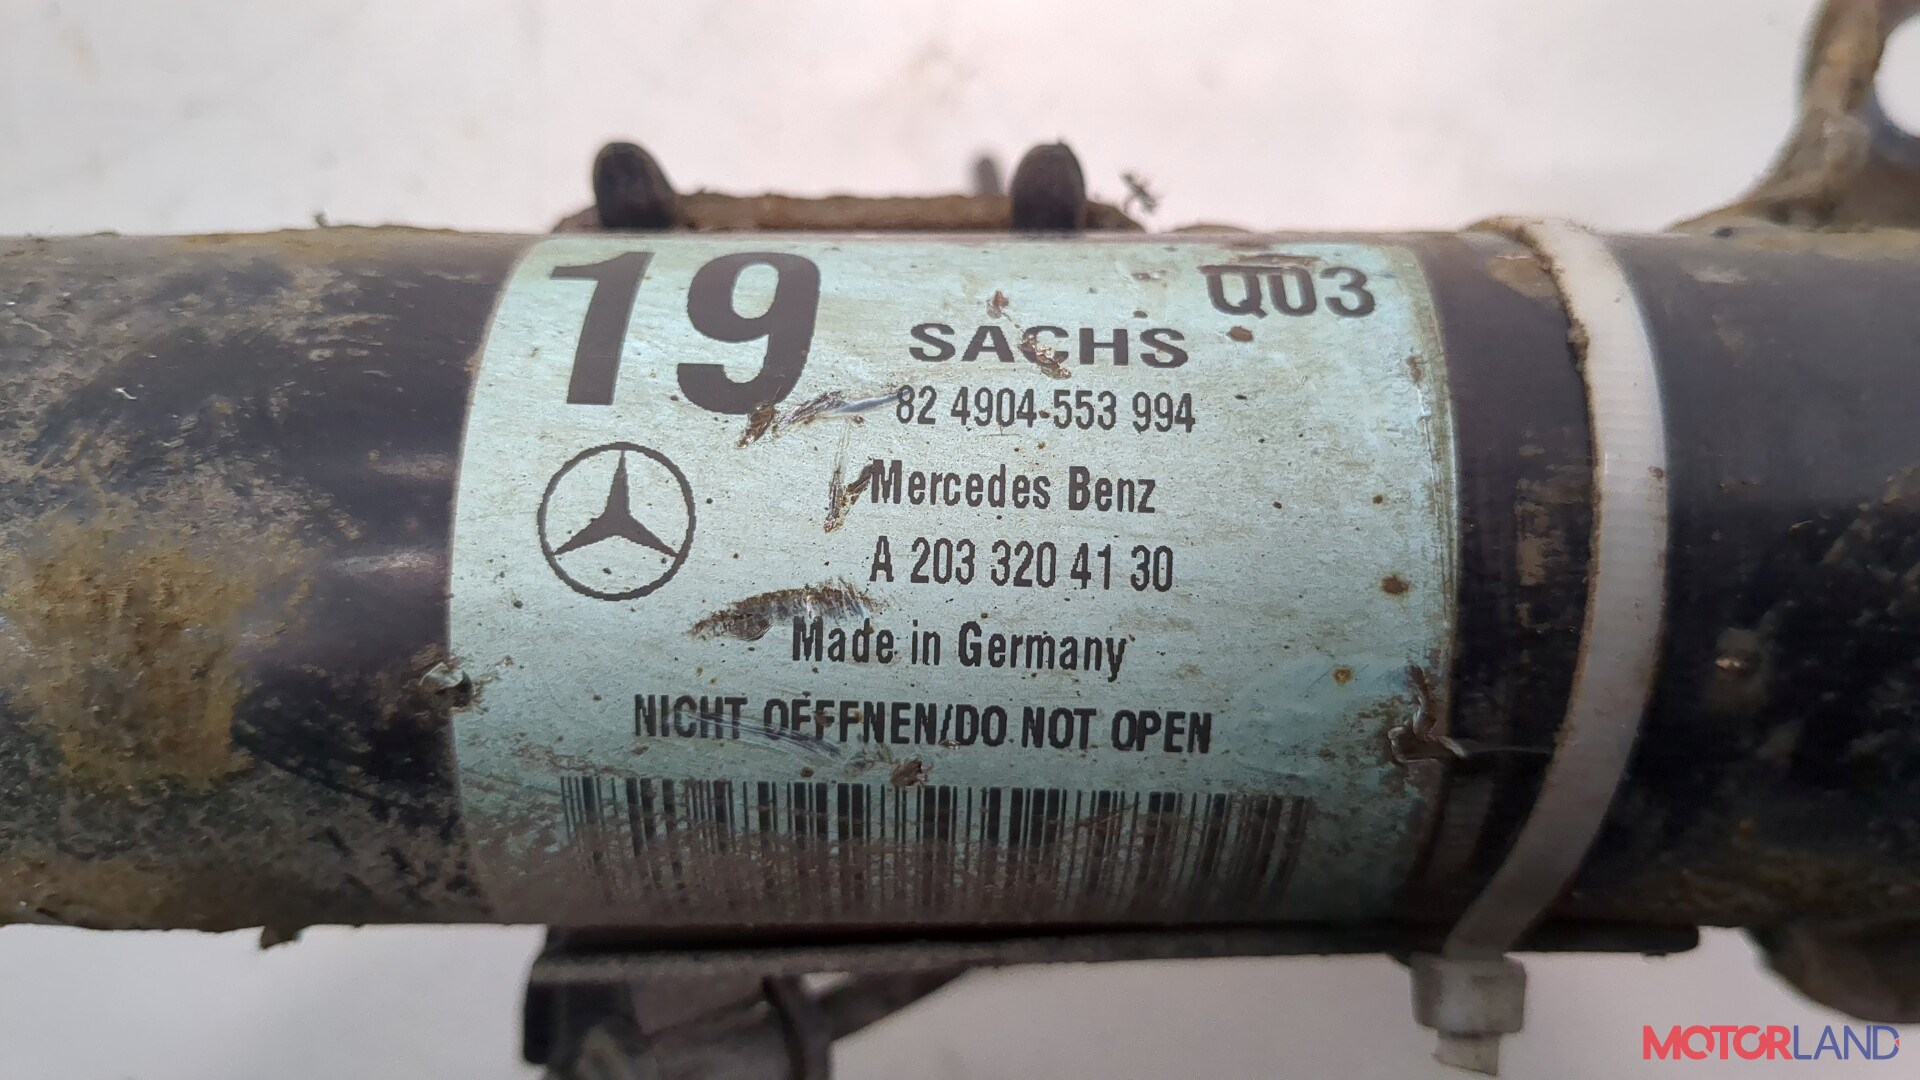 19
Q03
SACHS
82 4904-553 994
Mercedes Benz
A 203 320 41 30
Made in Germany
NICHT OEFFNEN/DO NOT OPEN
MOTORLAND